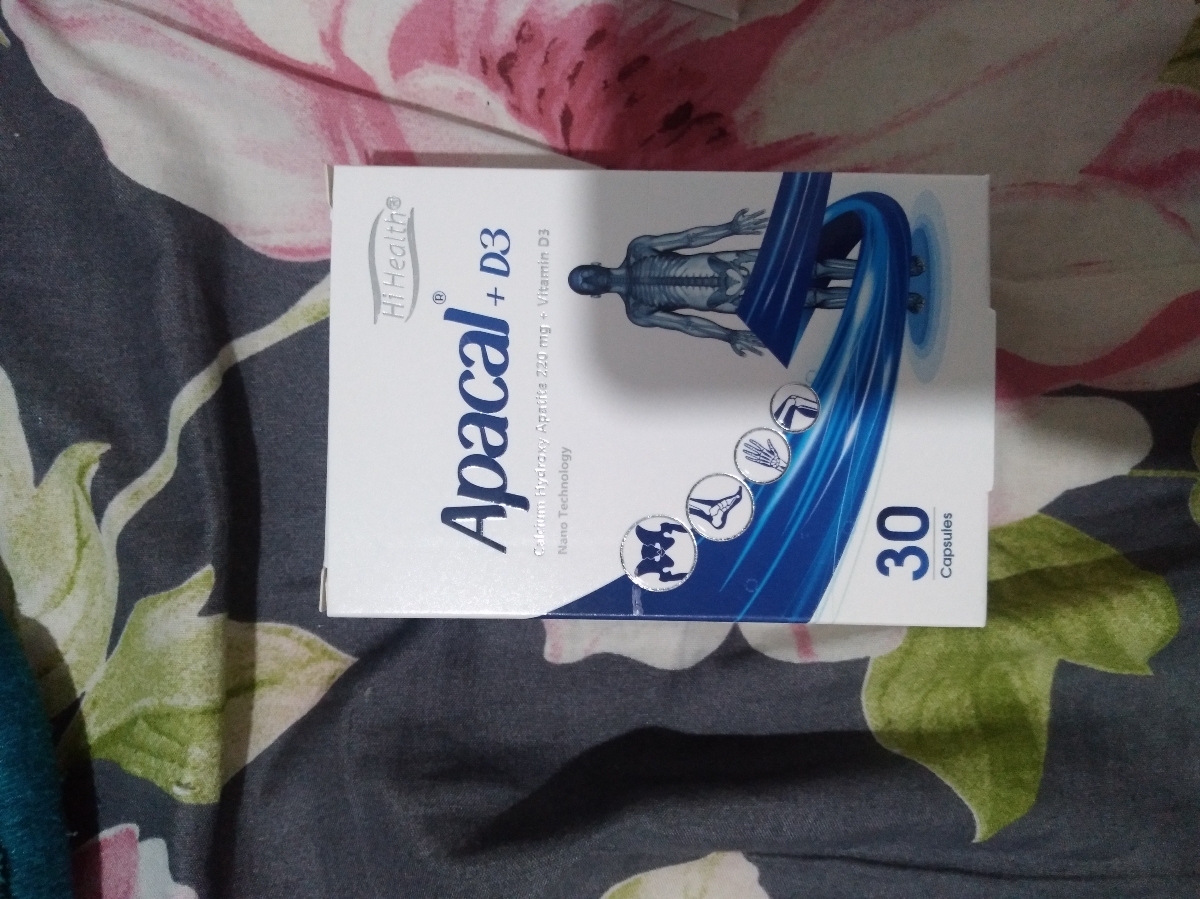 Hi Health®
Apacal® + D3
Calcium Hydroxy Apatite 220 mg + Vitamin D3
Nano Technology
30
Capsules